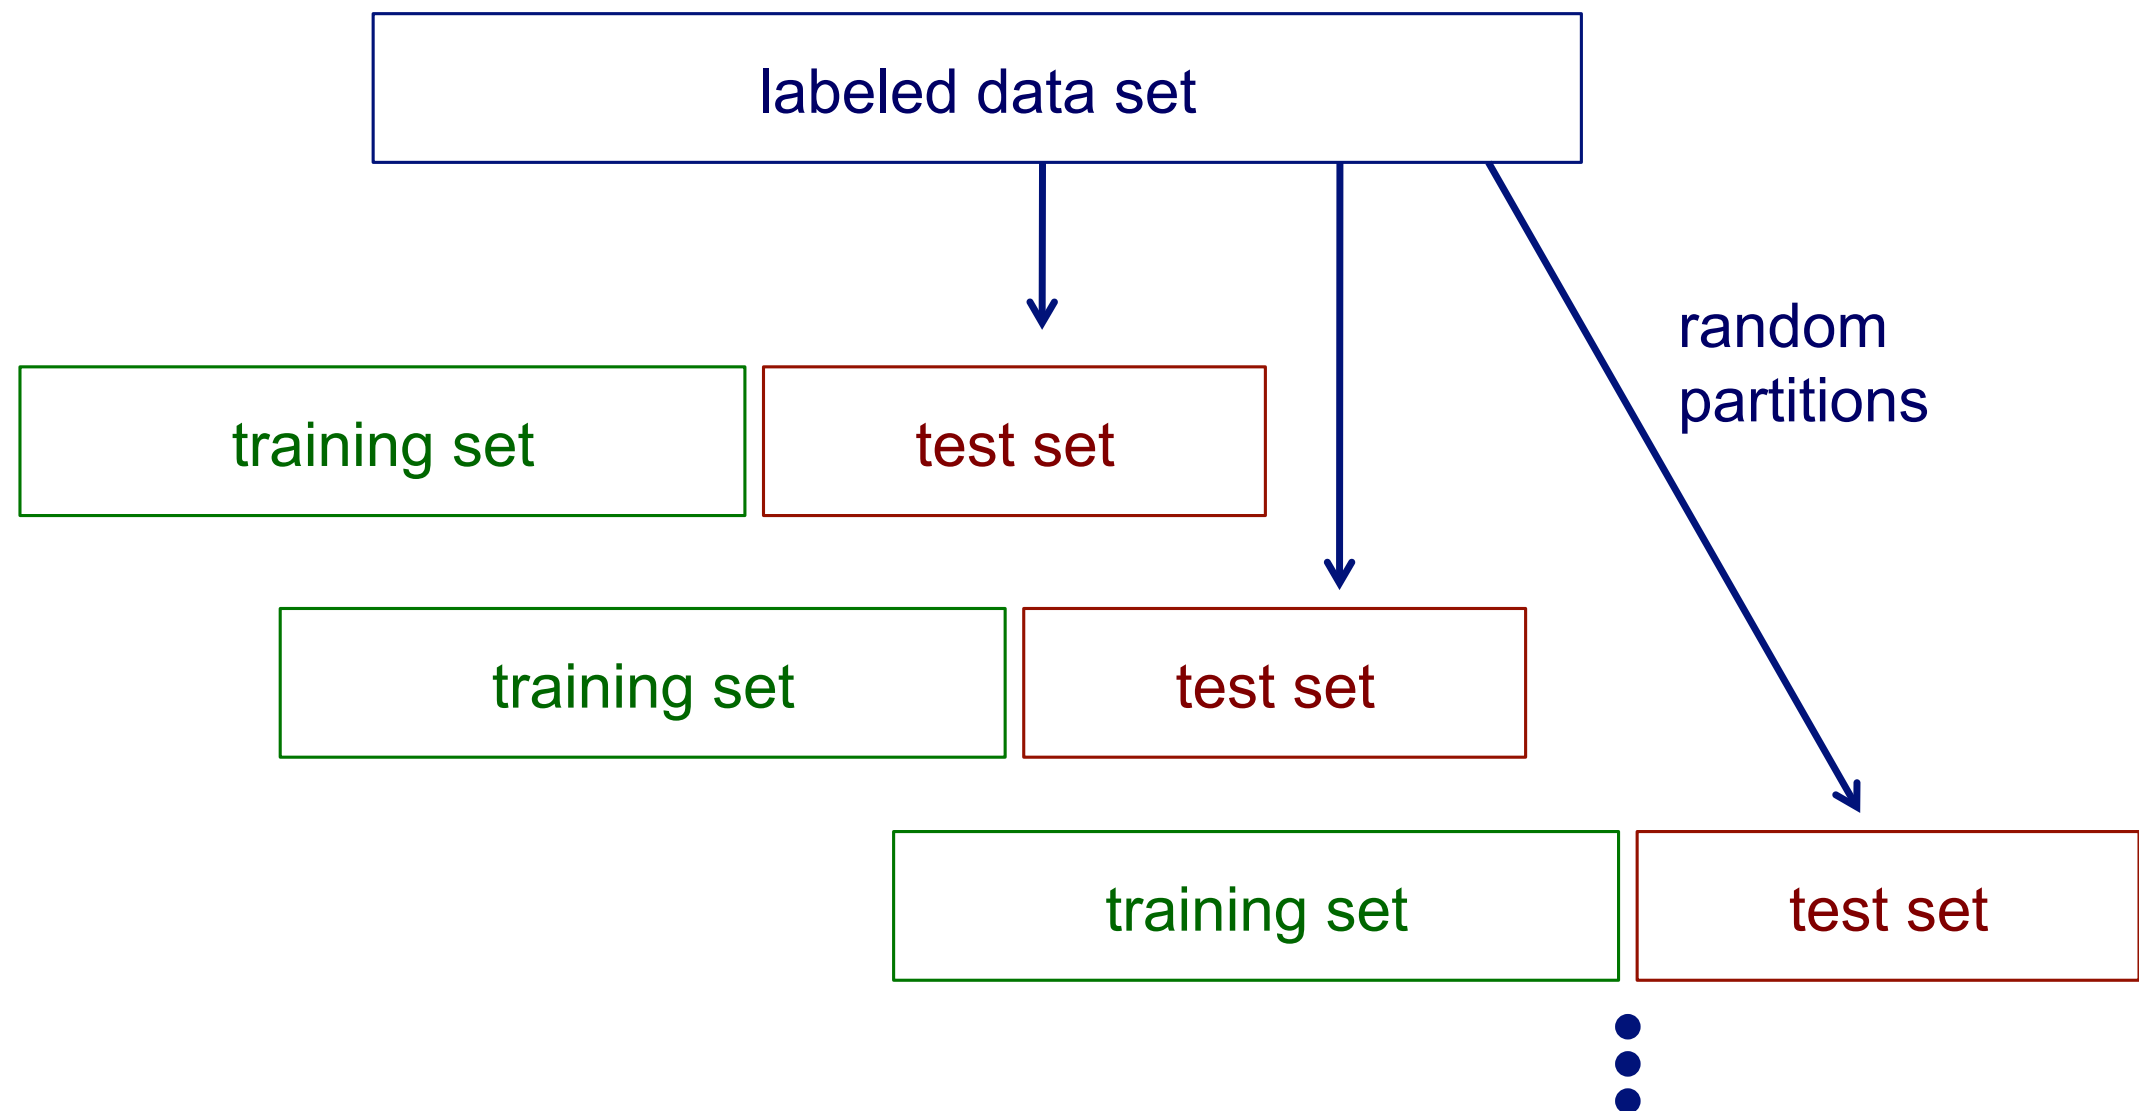 labeled data set
random
partitions
training set
test set
training set
test set
training set
test set